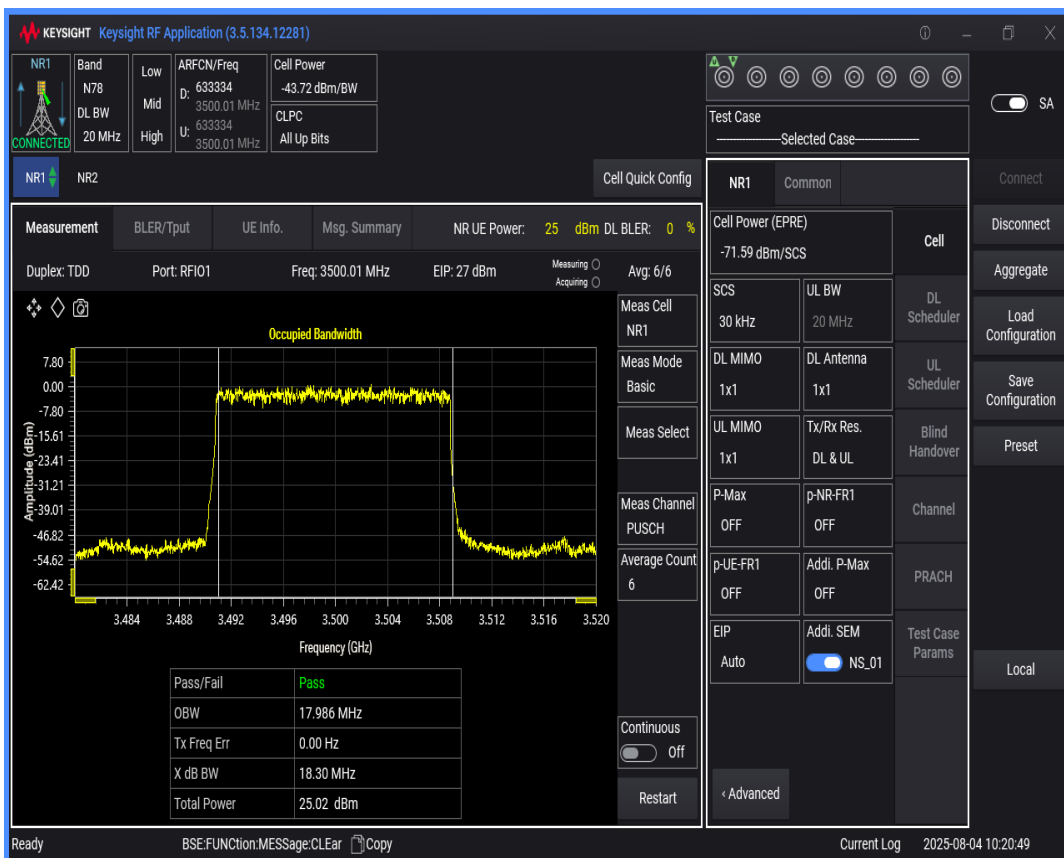 KEYSIGHT Keysight RF Application (3.5.134.12281)
NR1
CONNECTED
Band
N78
DL BW
20 MHz
Low
Mid
High
ARFCN/Freq
D: 633334
3500.01 MHz
U: 633334
3500.01 MHz
Cell Power
-43.72 dBm/BW
CLPC
All Up Bits
Test Case
Selected Case
SA
NR1
NR2
Cell Quick Config
NR1
Common
Connect
Disconnect
Aggregate
Load
Configuration
Save
Configuration
Preset
Local
Measurement
BLER/Tput
UE Info.
Msg. Summary
NR UE Power: 25 dBm DL BLER: 0 %
Duplex: TDD
Port: RFIO1
Freq: 3500.01 MHz
EIP: 27 dBm
Measuring
Acquiring
Avg: 6/6
Occupied Bandwidth
Amplitude (dBm)
7.80
0.00
-7.80
-15.61
-23.41
-31.21
-39.01
-46.82
-54.62
-62.42
3.484 3.488 3.492 3.496 3.500 3.504 3.508 3.512 3.516 3.520
Frequency (GHz)
Pass/Fail Pass
OBW 17.986 MHz
Tx Freq Err 0.00 Hz
X dB BW 18.30 MHz
Total Power 25.02 dBm
Meas Cell
NR1
Meas Mode
Basic
Meas Select
Meas Channel
PUSCH
Average Count
6
Continuous
Off
Restart
Cell Power (EPRE)
-71.59 dBm/SCS
SCS
30 kHz
UL BW
20 MHz
DL MIMO
1x1
DL Antenna
1x1
UL MIMO
1x1
Tx/Rx Res.
DL & UL
P-Max
OFF
p-NR-FR1
OFF
p-UE-FR1
OFF
Addi. P-Max
OFF
EIP
Auto
Addi. SEM
NS_01
‹ Advanced
Cell
DL
Scheduler
UL
Scheduler
Blind
Handover
Channel
PRACH
Test Case
Params
Ready
BSE:FUNCtion:MESSage:CLEar Copy
Current Log
2025-08-04 10:20:49